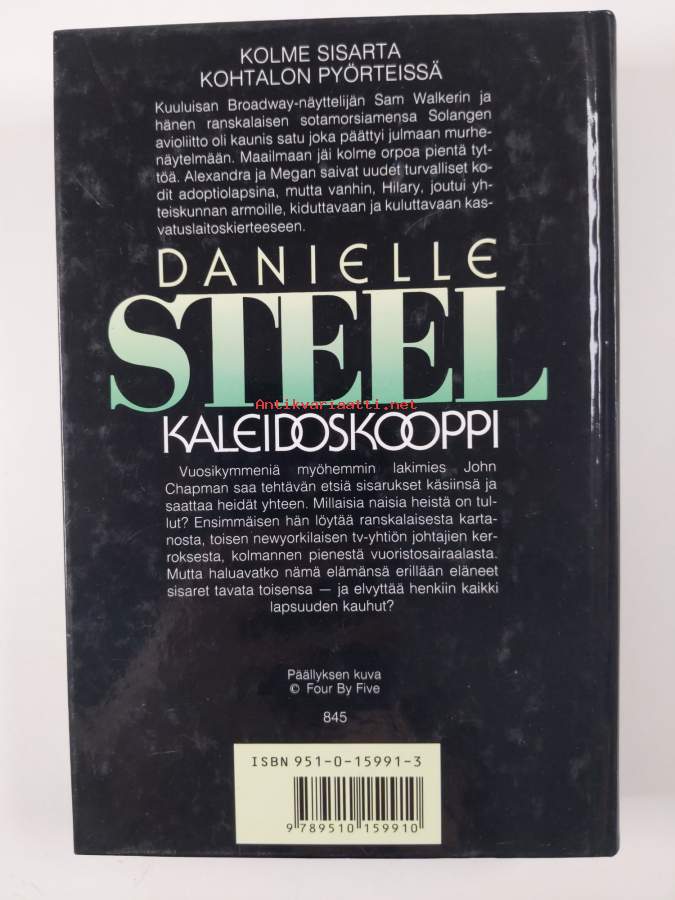 KOLME SISARTA
KOHTALON PYÖRTEISSÄ
Kuuluisan Broadway-näyttelijän Sam Walkerin ja
hänen ranskalaisen sotamorsiamensa Solangen
avioliitto oli kaunis satu joka päättyi julmaan murhe-
näytelmään. Maailmaan jäi kolme orpoa pientä tyt-
töä. Alexandra ja Megan saivat uudet turvalliset ko-
dit adoptiolapsina, mutta vanhin, Hilary, joutui yh-
teiskunnan armoille, kiduttavaan ja kuluttavaan kas-
vatuslaitoskierteeseen.
DANIELLE
STEEL
Antikvariaatti.net
KALEIDOSKOOPPI
Vuosikymmeniä myöhemmin lakimies John
Chapman saa tehtävän etsiä sisarukset käsiinsä ja
saattaa heidät yhteen. Millaisia naisia heistä on tul-
lut? Ensimmäisen hän löytää ranskalaisesta karta-
nosta, toisen newyorkilaisen tv-yhtiön johtajien ker-
roksesta, kolmannen pienestä vuoristosairaalasta.
Mutta haluavatko nämä elämänsä erillään eläneet
sisaret tavata toisensa — ja elvyttää henkiin kaikki
lapsuuden kauhut?
Päällyksen kuva
© Four By Five
845
ISBN 951-0-15991-3
9 789510 159910